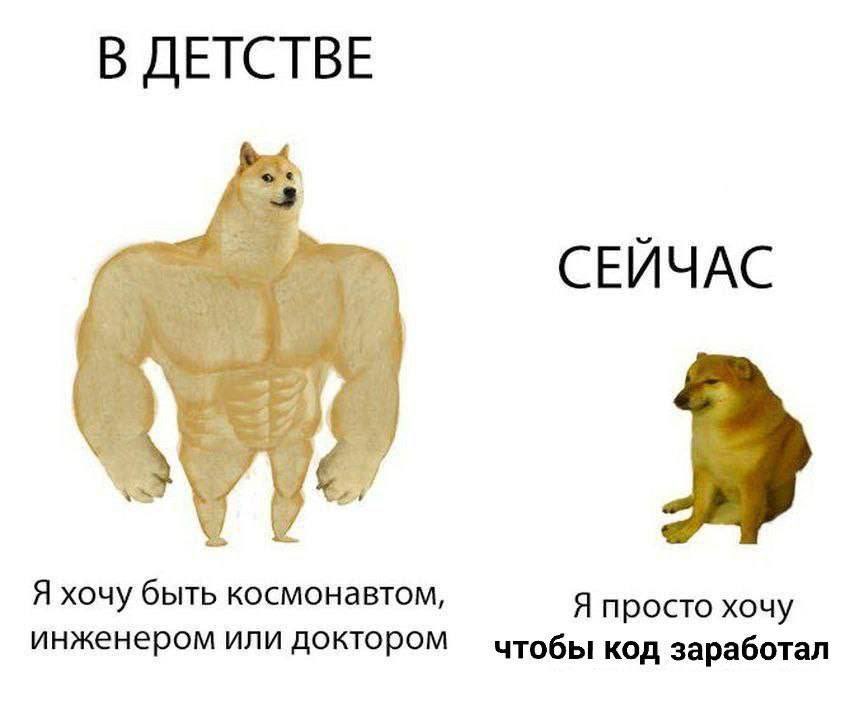 В ДЕТСТВЕ
Я хочу быть космонавтом,
инженером или доктором
СЕЙЧАС
Я просто хочу
чтобы код заработал